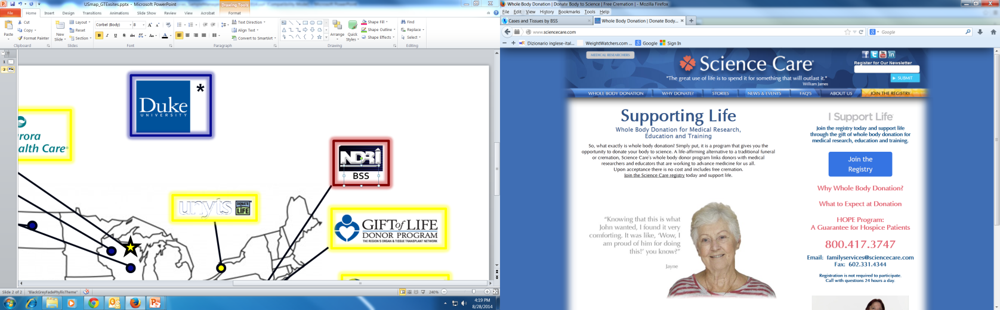 USmap_GTExsites.pptx - Microsoft PowerPoint
Drawing Tools
File
Home
Insert
Design
Transitions
Animations
Slide Show
Review
View
Acrobat
Format
Paste
Cut
Copy
Format Painter
Clipboard
New
Slide
Layout
Reset
Section
Slides
Corbel (Body)
8
Font
Text Direction
Align Text
Convert to SmartArt
Paragraph
Arrange
Quick
Styles
Shape Fill
Shape Outline
Shape Effects
Drawing
Find
Replace
Select
Editing
1
2
Duke
UNIVERSITY
*
rora
alth Care®
NDRI
BSS
unyts
DONATE
LIFE
GIFT of LIFE
DONOR PROGRAM
THE REGION'S ORGAN & TISSUE TRANSPLANT NETWORK
Slide 2 of 2
"BlackGreyFadePhyllisTheme"
240%
4:19 PM
8/28/2014
Whole Body Donation | Donate Body to Science | Free Cremation | - Mozilla Firefox
File Edit View History Bookmarks Tools Help
Cases and Tissues by BSS
Whole Body Donation | Donate Body...
www.sciencecare.com
Google
Dizionario inglese-ital...
WeightWatchers.com ...
Google
Sign In
MEDICAL RESEARCHERS
Science Care
"The great use of life is to spend it for something that will outlast it."
William James
Register for Our Newsletter
SUBMIT
WHOLE BODY DONATION
WHY DONATE?
STORIES
NEWS & EVENTS
FAQ'S
ABOUT US
JOIN THE REGISTRY
Supporting Life
Whole Body Donation for Medical Research,
Education and Training
So, what exactly is whole body donation? Simply put, it is a program that gives you the
opportunity to donate your body to science. A life-affirming alternative to a traditional funeral
or cremation, Science Care's whole body donor program links donors with medical
researchers and educators that are working to advance medicine for us all.
Upon acceptance there is no cost and includes free cremation.
Join the Science Care registry today and support life.
"Knowing that this is what
John wanted, I found it very
comforting. It was like, 'Wow, I
am proud of him for doing
this!' you know?"
Jayne
I Support Life
Join the registry today and support life
through the gift of whole body donation for
medical research, education and training.
Join the
Registry
Why Whole Body Donation?
What to Expect at Donation
HOPE Program:
A Guarantee for Hospice Patients
800.417.3747
Email: familyservices@sciencecare.com
Fax: 602.331.4344
Registration is not required to participate.
Call with questions 24 hours a day.